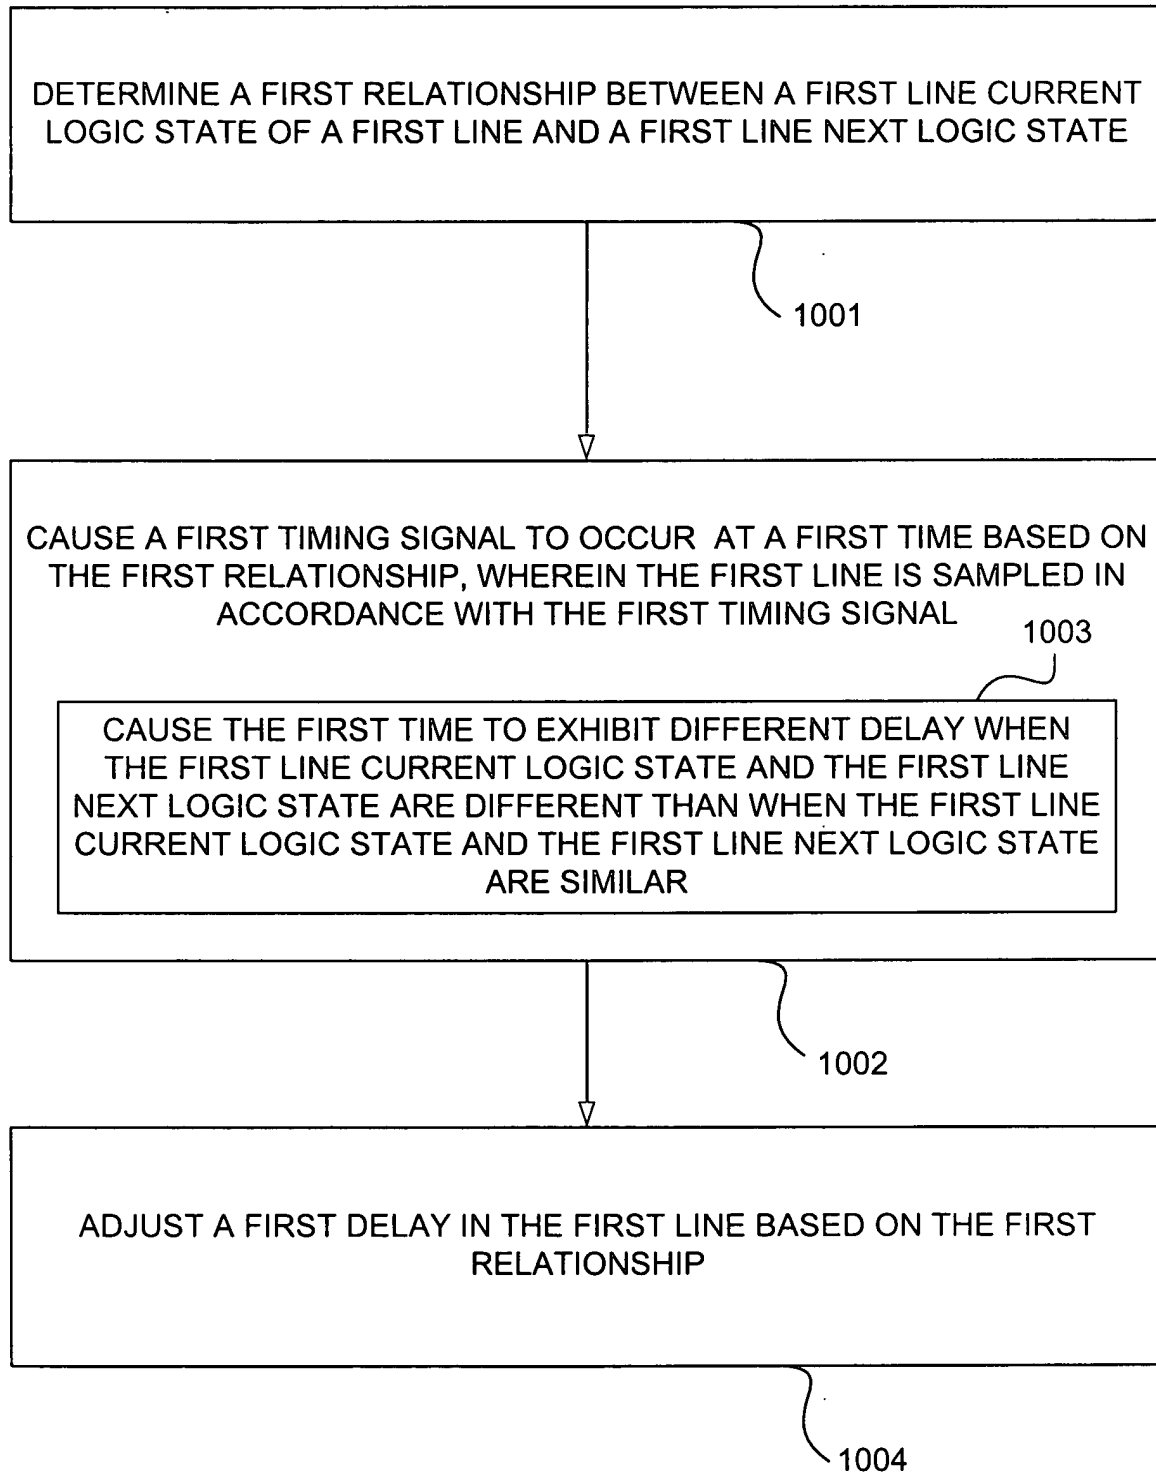 DETERMINE A FIRST RELATIONSHIP BETWEEN A FIRST LINE CURRENT
LOGIC STATE OF A FIRST LINE AND A FIRST LINE NEXT LOGIC STATE
1001
CAUSE A FIRST TIMING SIGNAL TO OCCUR AT A FIRST TIME BASED ON
THE FIRST RELATIONSHIP, WHEREIN THE FIRST LINE IS SAMPLED IN
ACCORDANCE WITH THE FIRST TIMING SIGNAL
1003
CAUSE THE FIRST TIME TO EXHIBIT DIFFERENT DELAY WHEN
THE FIRST LINE CURRENT LOGIC STATE AND THE FIRST LINE
NEXT LOGIC STATE ARE DIFFERENT THAN WHEN THE FIRST LINE
CURRENT LOGIC STATE AND THE FIRST LINE NEXT LOGIC STATE
ARE SIMILAR
1002
ADJUST A FIRST DELAY IN THE FIRST LINE BASED ON THE FIRST
RELATIONSHIP
1004